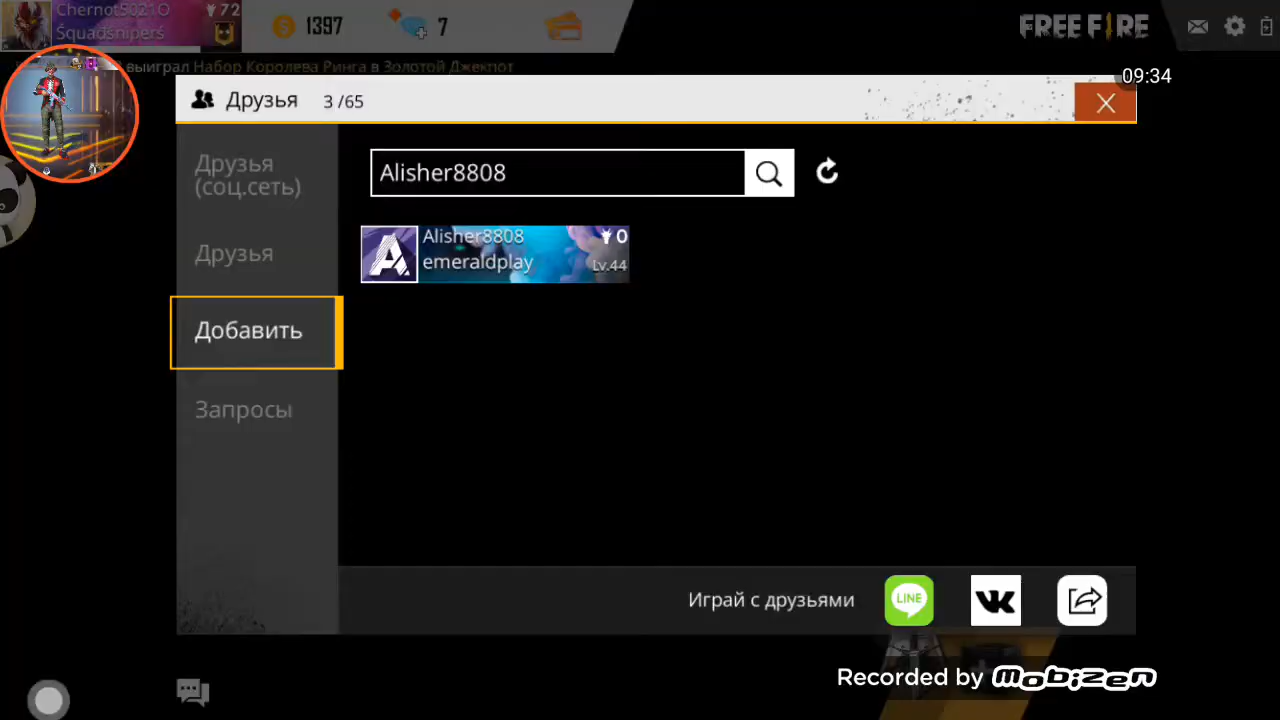 Chernot5021O
72
Śquadśniperś
1397
7
FREE FIRE
выиграл Набор Королева Ринга в Золотой Джекпот
09:34
Друзья 3 /65
Друзья
(соц.сеть)
Друзья
Добавить
Запросы
Alisher8808
Alisher8808
0
emeraldplay
Lv.44
Играй с друзьями
LINE
Recorded by mobizen